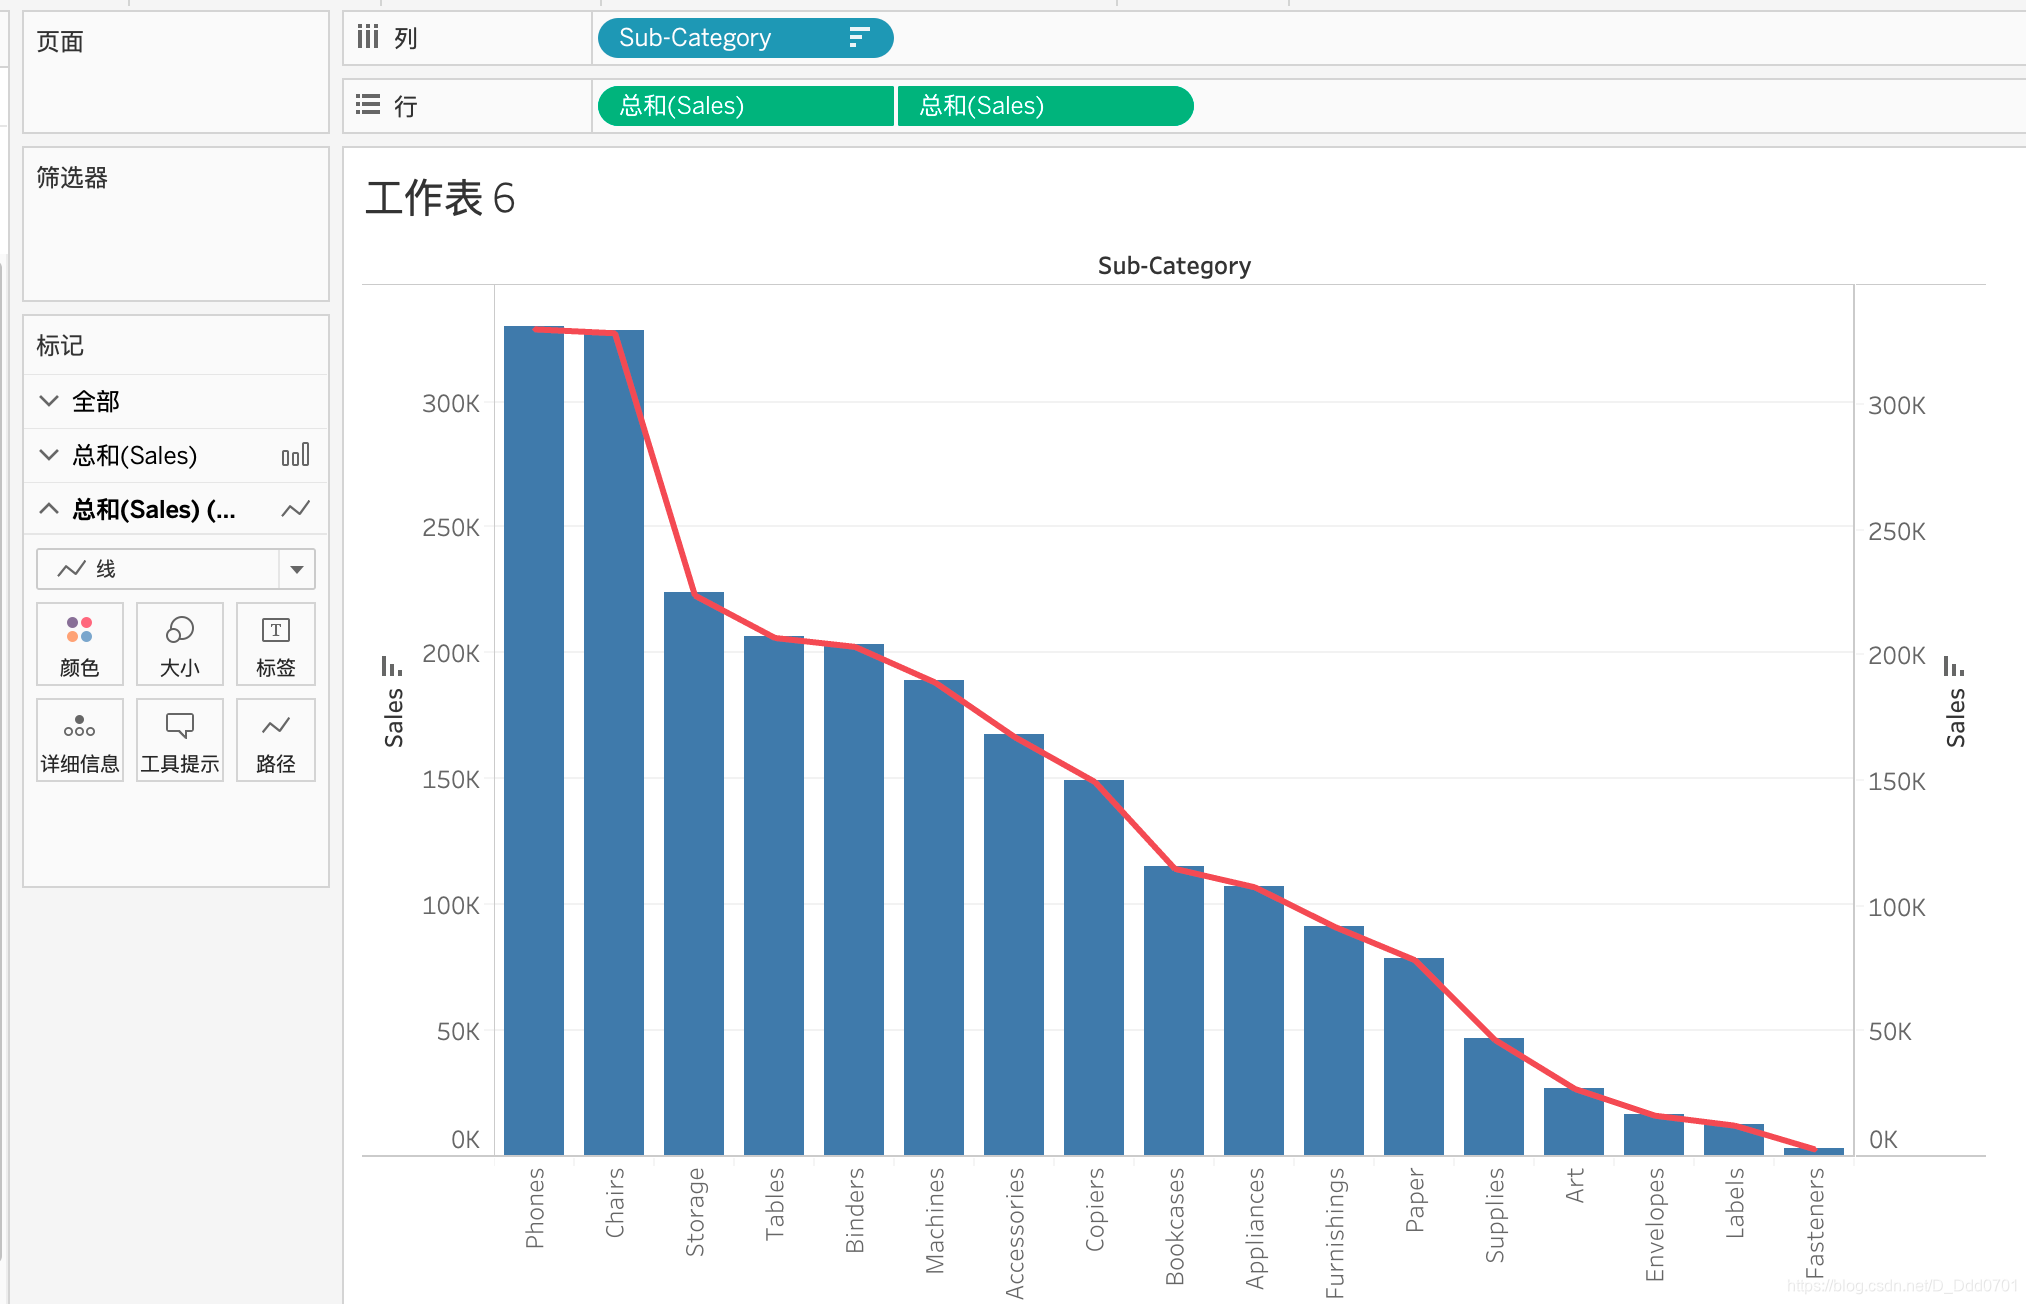 页面
列
Sub-Category
行
总和(Sales)
总和(Sales)
筛选器
标记
全部
总和(Sales)
总和(Sales) (...
线
颜色
大小
T
标签
详细信息
工具提示
路径
工作表 6
Sub-Category
300K
250K
200K
150K
100K
50K
0K
Sales
300K
250K
200K
150K
100K
50K
0K
Sales
Phones
Chairs
Storage
Tables
Binders
Machines
Accessories
Copiers
Bookcases
Appliances
Furnishings
Paper
Supplies
Art
Envelopes
Labels
Fasteners
https://blog.csdn.net/D_Ddd0701